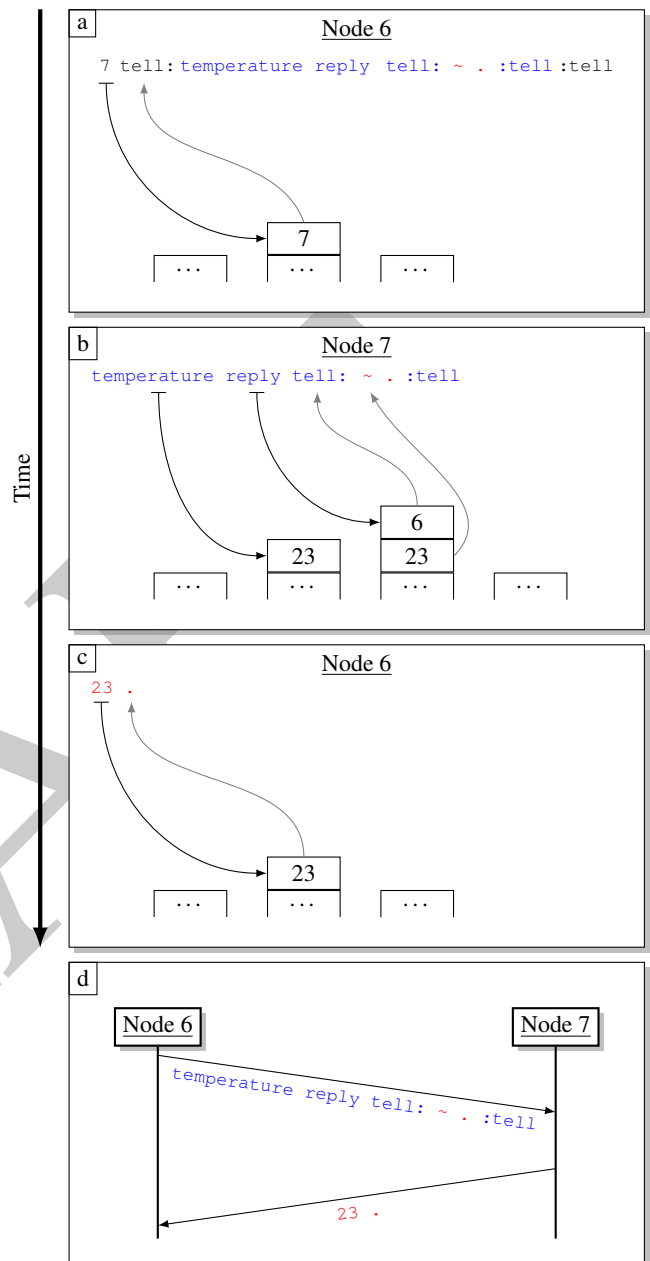 a
Node 6
7 tell: temperature reply tell: ~ . :tell :tell
7
... ... ...
b
Node 7
temperature reply tell: ~ . :tell
6
23 23
... ... ... ...
Time
c
Node 6
23 .
23
... ... ...
d
Node 6 Node 7
temperature reply tell: ~ . :tell
23 .